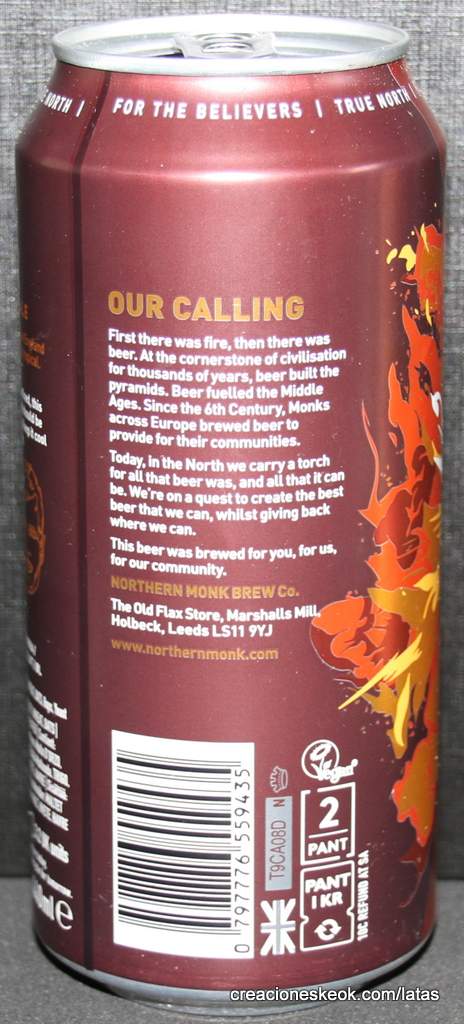 E NORTH | FOR THE BELIEVERS | TRUE NORTH
OUR CALLING
First there was fire, then there was
beer. At the cornerstone of civilisation
for thousands of years, beer built the
pyramids. Beer fuelled the Middle
Ages. Since the 6th Century, Monks
across Europe brewed beer to
provide for their communities.
Today, in the North we carry a torch
for all that beer was, and all that it can
be. We're on a quest to create the best
beer that we can, whilst giving back
where we can.
This beer was brewed for you, for us,
for our community.
NORTHERN MONK BREW Co.
The Old Flax Store, Marshalls Mill,
Holbeck, Leeds LS11 9YJ
www.northernmonk.com
0 797776 559435
T9CA08D N
Vegan
2
PANT
PANT
1 KR
10C REFUND AT SA
creacioneskeok.com/latas